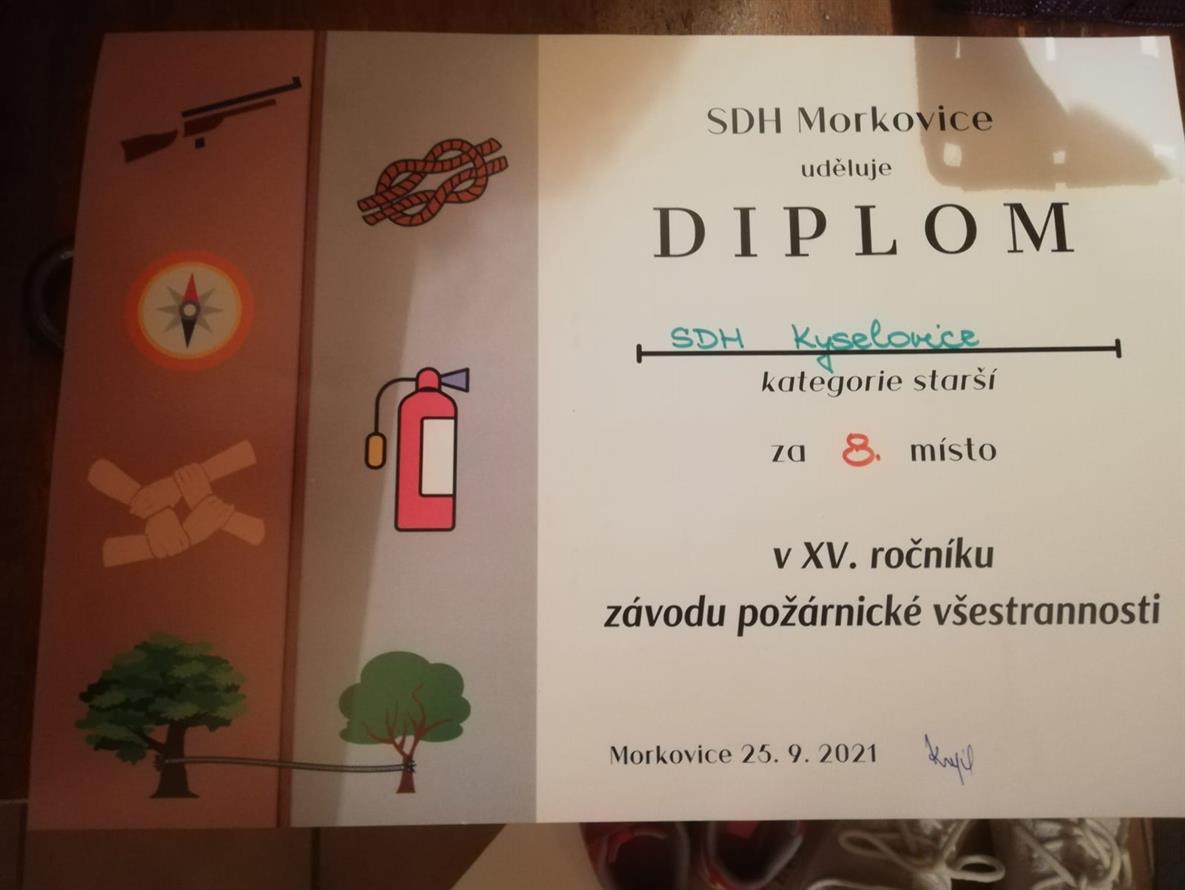 SDH Morkovice
uděluje
DIPLOM
SDH Kyselovice
kategorie starší
za 8. místo
v XV. ročníku
závodu požárnické všestrannosti
Morkovice 25. 9. 2021